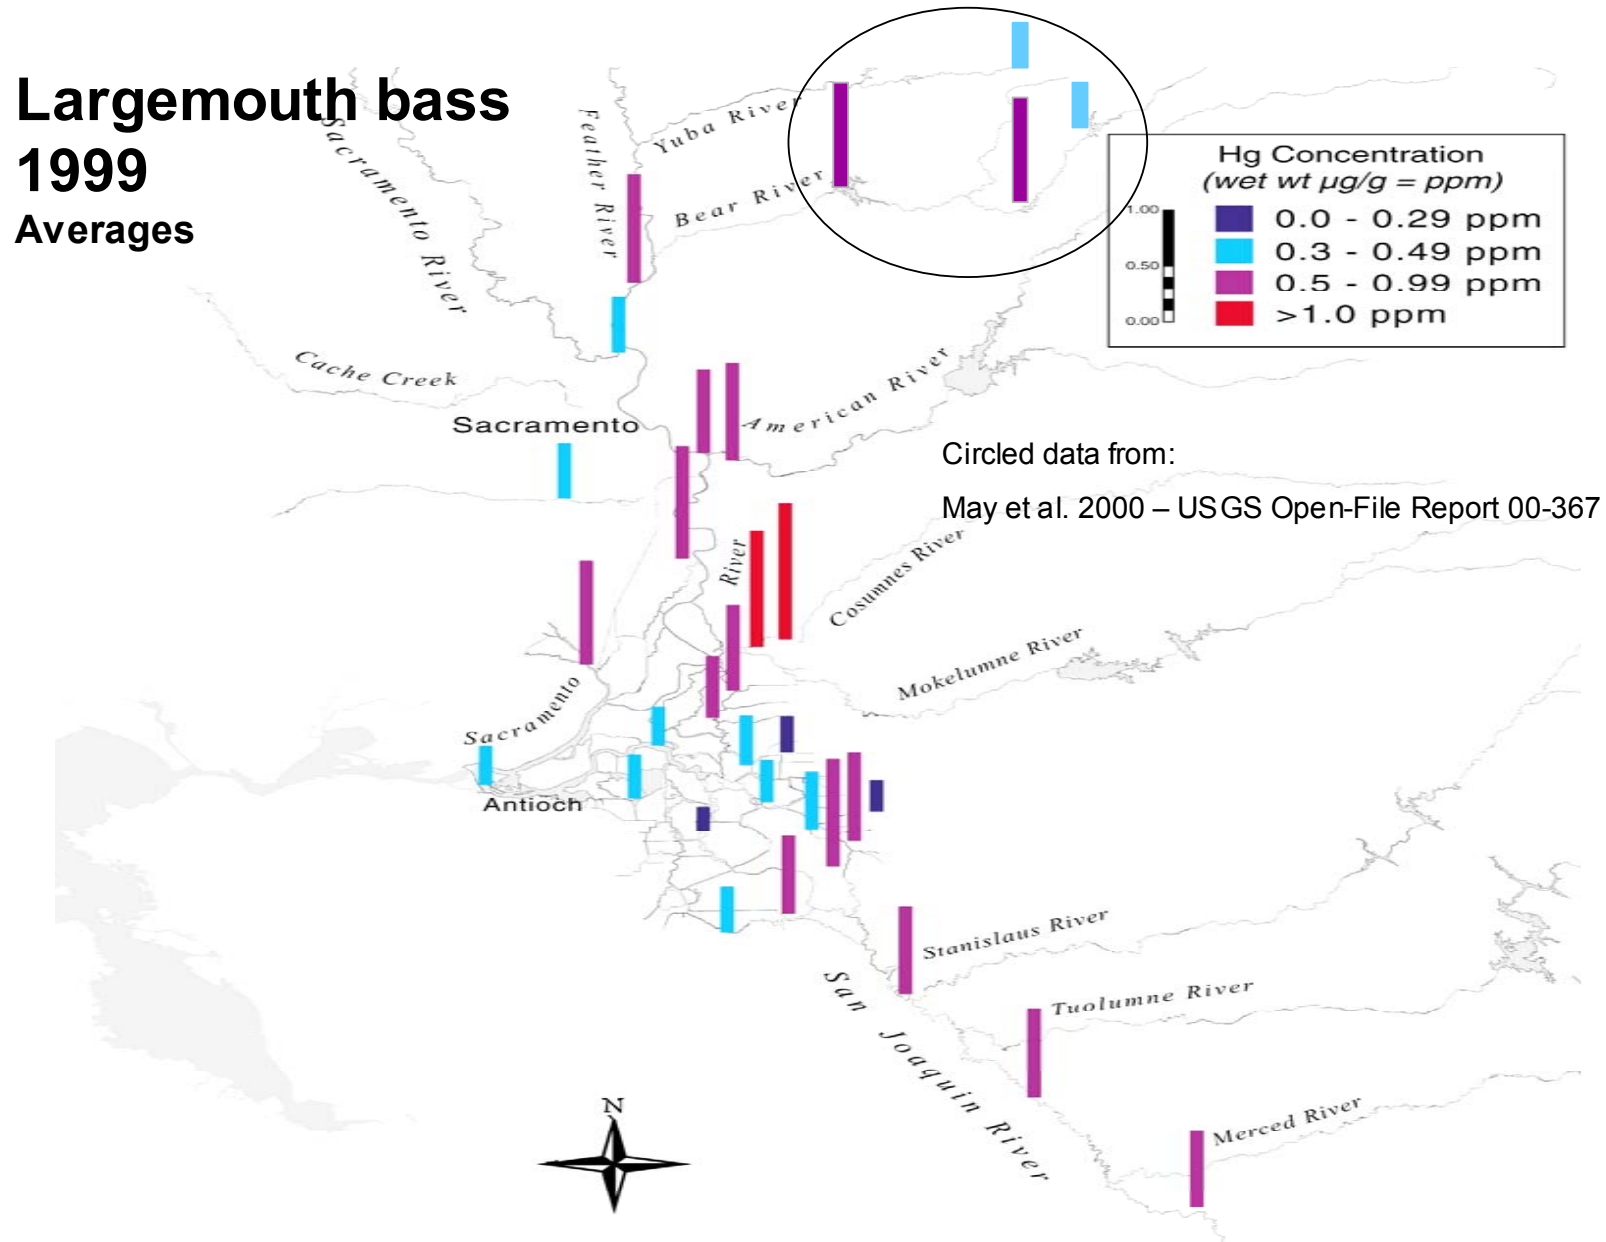 Largemouth bass
1999
Averages
Sacramento River
Feather River
Yuba River
Bear River
Hg Concentration
(wet wt µg/g = ppm)
1.00
0.50
0.00
0.0 - 0.29 ppm
0.3 - 0.49 ppm
0.5 - 0.99 ppm
>1.0 ppm
Cache Creek
American River
Sacramento
Circled data from:
May et al. 2000 – USGS Open-File Report 00-367
River
Cosumnes River
Mokelumne River
Sacramento
Antioch
Stanislaus River
San Joaquin River
Tuolumne River
Merced River
N